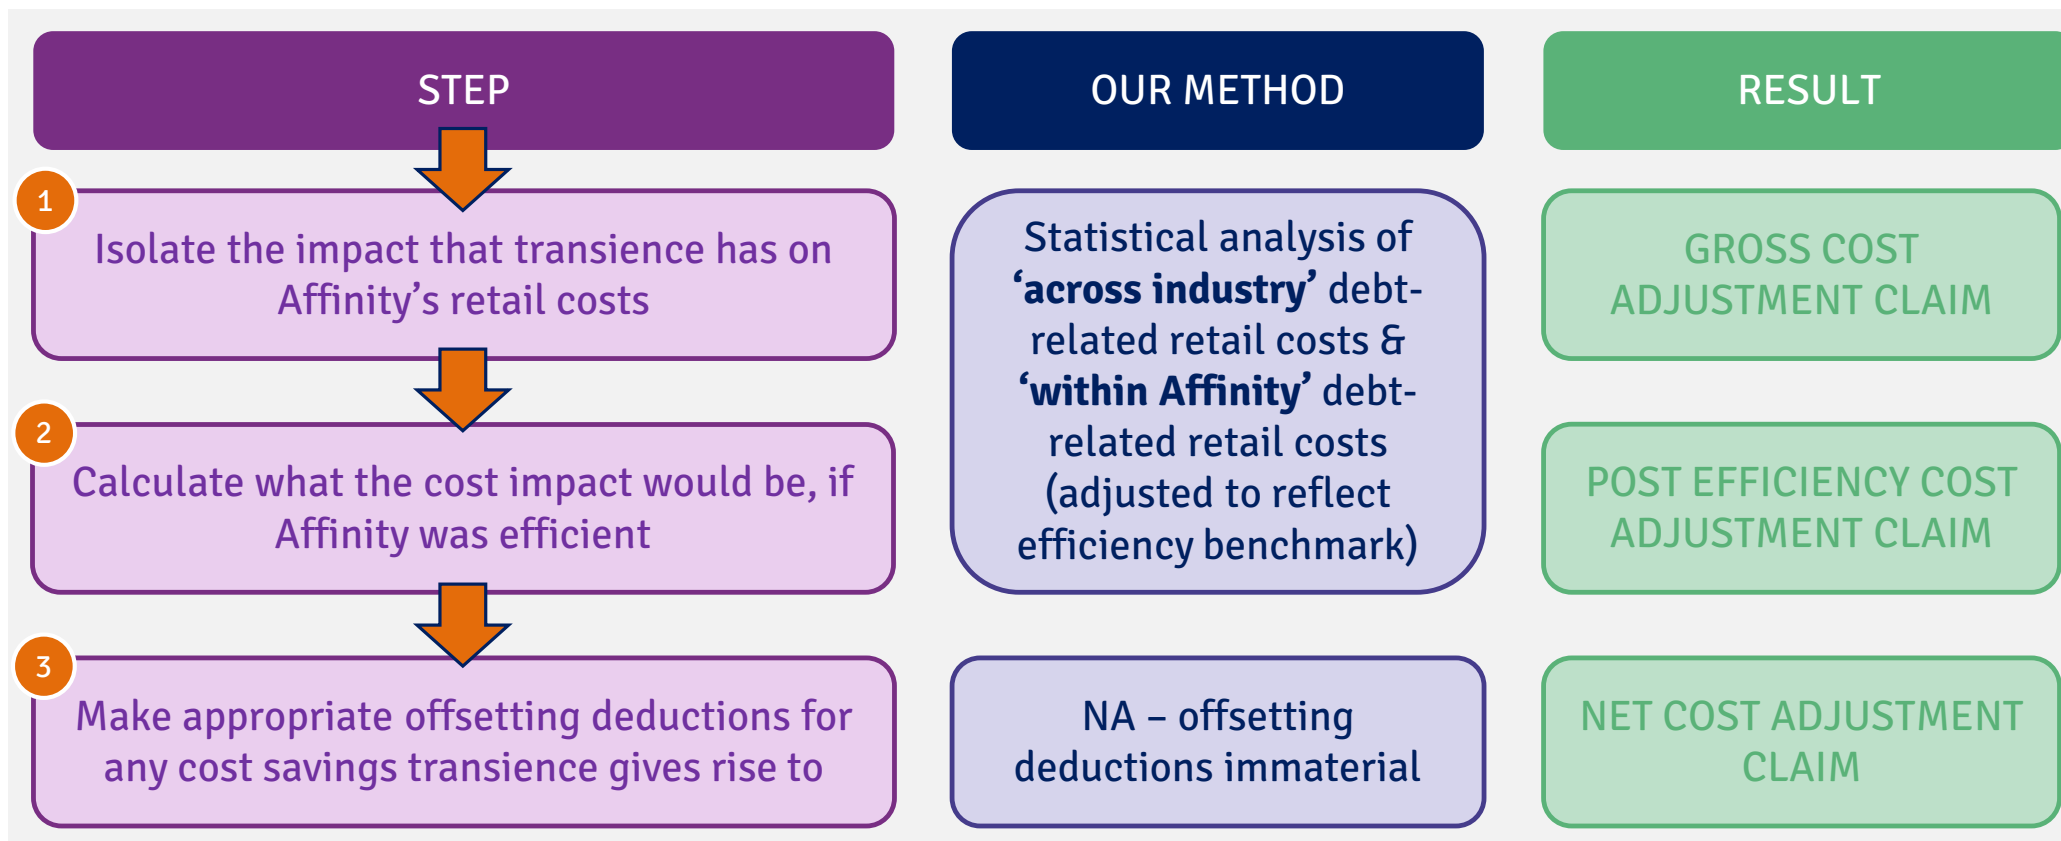 STEP
OUR METHOD
RESULT
1
Isolate the impact that transience has on
Affinity’s retail costs
Statistical analysis of
‘across industry’ debt-
related retail costs &
‘within Affinity’ debt-
related retail costs
(adjusted to reflect
efficiency benchmark)
GROSS COST
ADJUSTMENT CLAIM
2
Calculate what the cost impact would be, if
Affinity was efficient
POST EFFICIENCY COST
ADJUSTMENT CLAIM
3
Make appropriate offsetting deductions for
any cost savings transience gives rise to
NA – offsetting
deductions immaterial
NET COST ADJUSTMENT
CLAIM